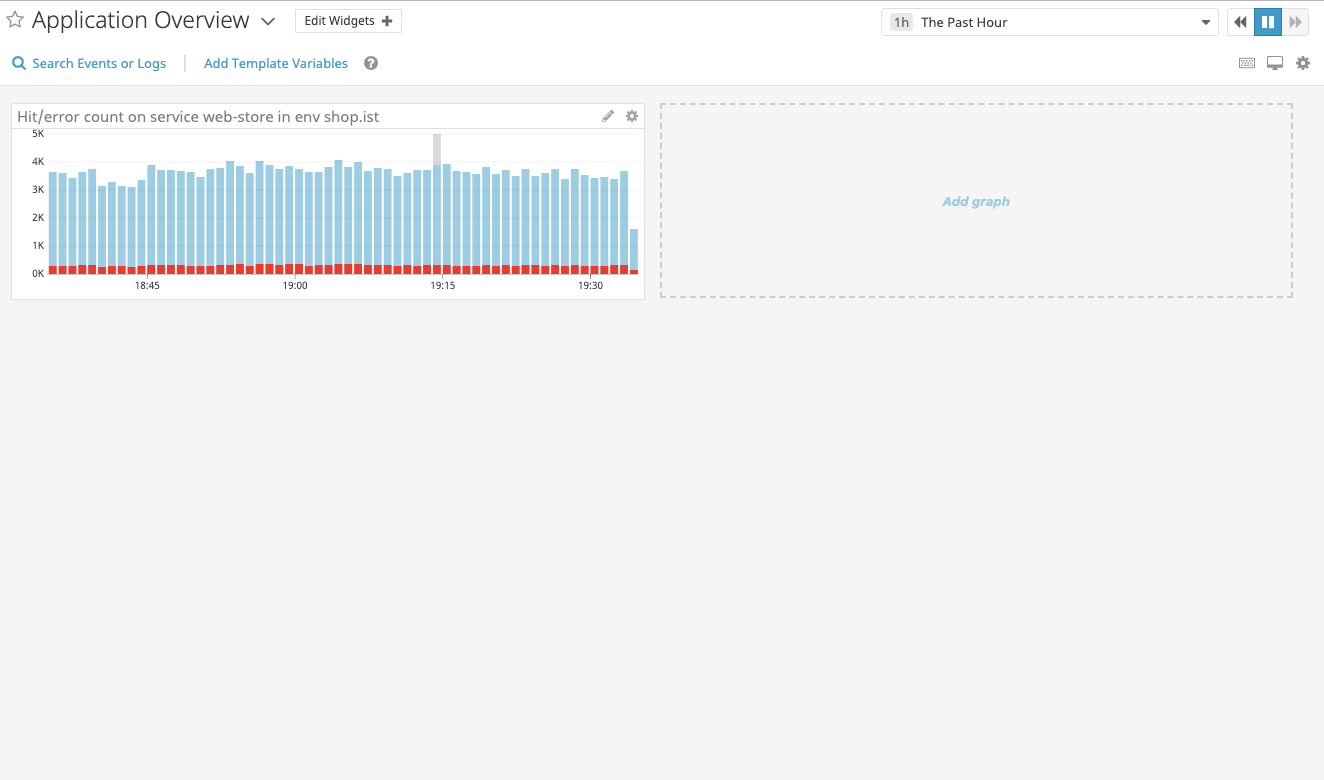 Application Overview
Edit Widgets
1h The Past Hour
Search Events or Logs
Add Template Variables
?
Hit/error count on service web-store in env shop.ist
5K
4K
3K
2K
1K
0K
18:45 19:00 19:15 19:30
Add graph